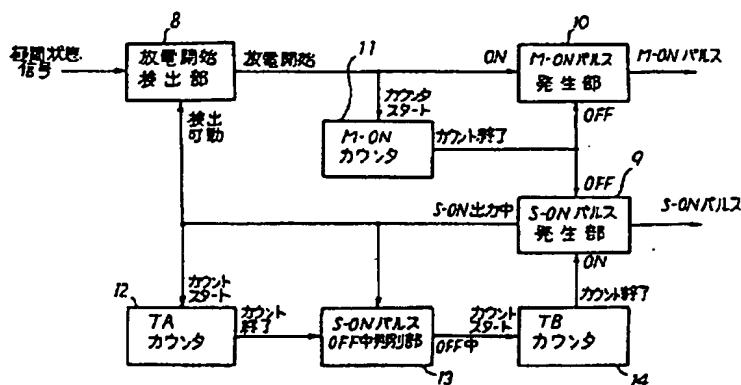 極間状態
信号
8
放電開始
検出部
放電開始
11
カウンタ
スタート
M-ON
カウンタ
カウント終了
ON
10
M-ONパルス
発生部
M-ONパルス
OFF
検出
可動
OFF
9
S-ON出力中
S-ONパルス
発生部
S-ONパルス
ON
カウント
スタート
12
TA
カウンタ
カウント
終了
S-ONパルス
OFF中判別部
13
カウント
スタート
OFF中
TB
カウンタ
14
カウント終了